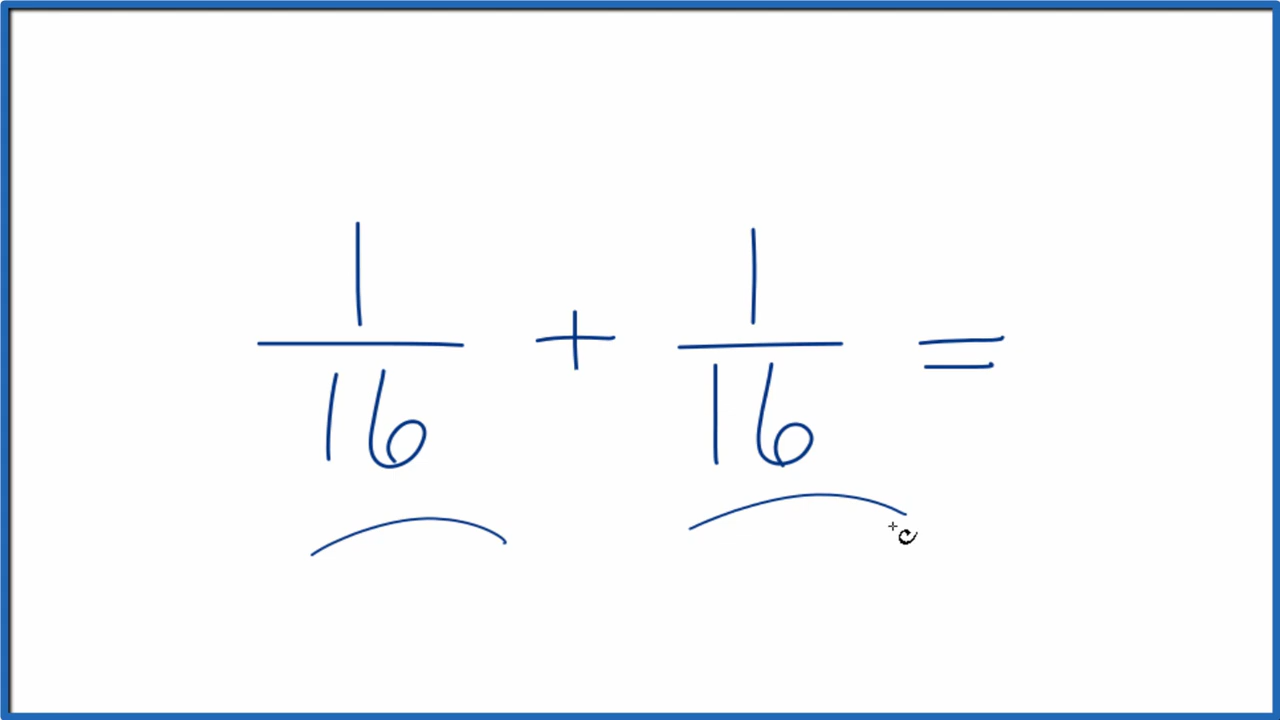 1/16 + 1/16 =